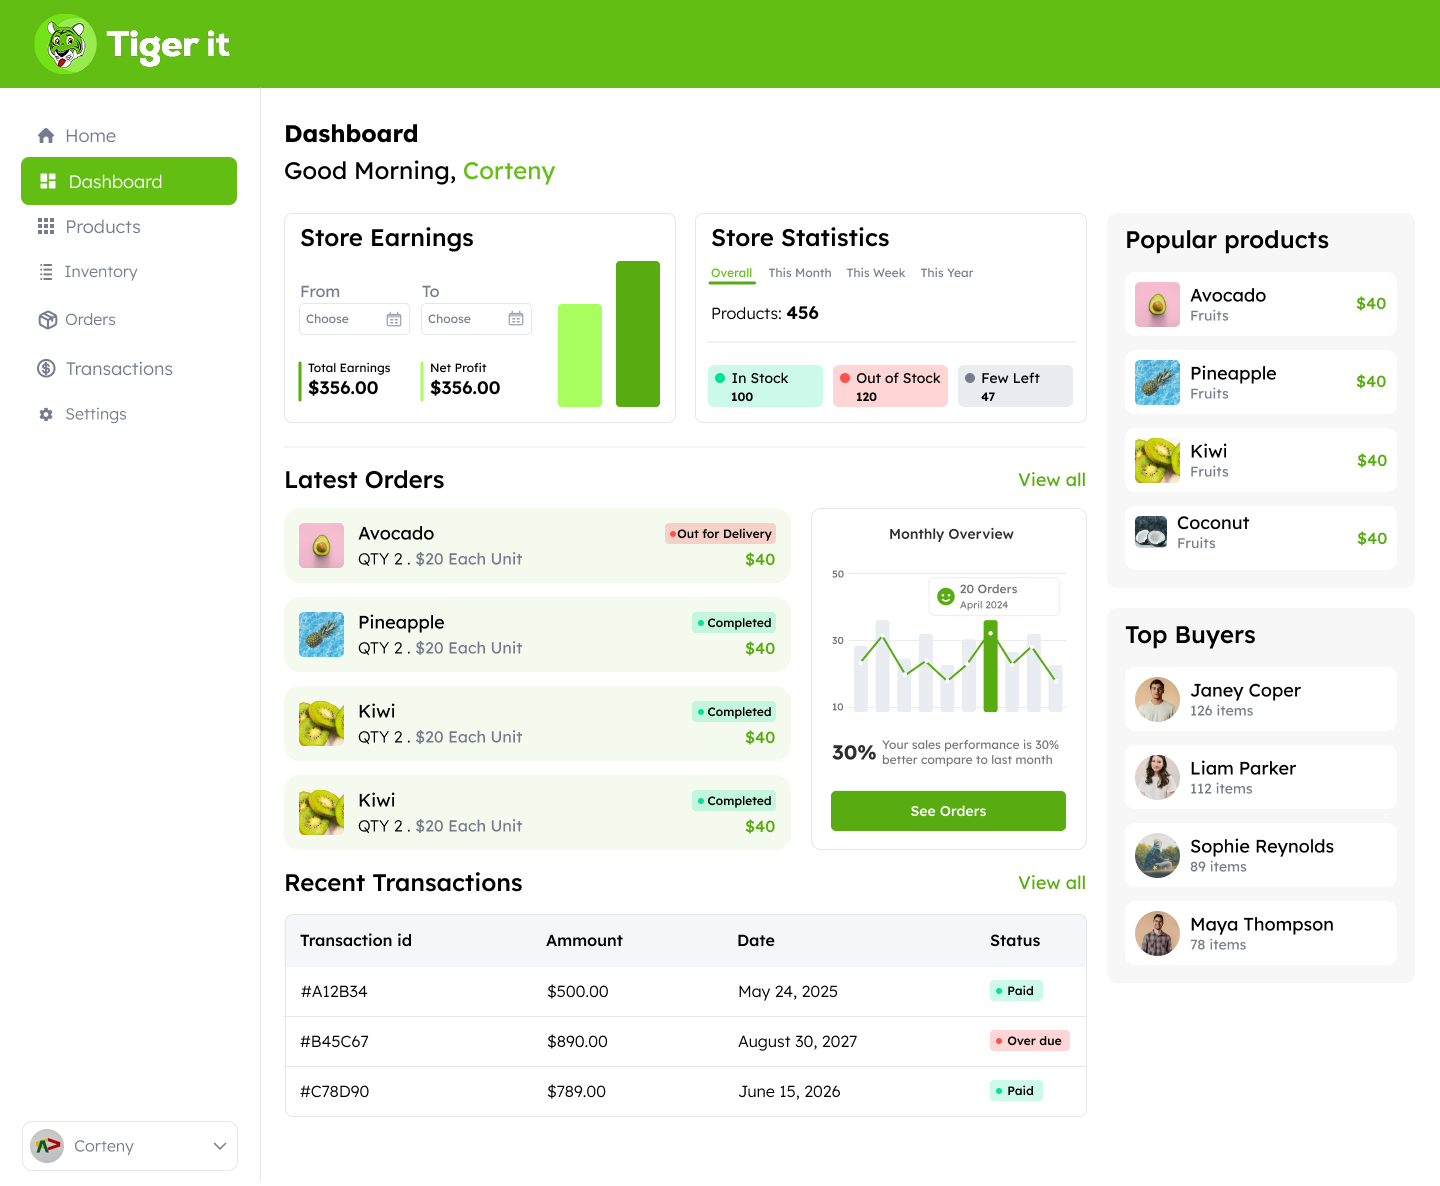 Tiger it
Home
Dashboard
Products
Inventory
Orders
Transactions
Settings
Corteny
Dashboard
Good Morning, Corteny
Store Earnings
From To
Choose Choose
Total Earnings Net Profit
$356.00 $356.00
Store Statistics
Overall This Month This Week This Year
Products: 456
In Stock Out of Stock Few Left
100 120 47
Latest Orders View all
Avocado Out for Delivery
QTY 2 . $20 Each Unit $40
Pineapple Completed
QTY 2 . $20 Each Unit $40
Kiwi Completed
QTY 2 . $20 Each Unit $40
Kiwi Completed
QTY 2 . $20 Each Unit $40
Monthly Overview
50
20 Orders
April 2024
30
10
30% Your sales performance is 30%
better compare to last month
See Orders
Recent Transactions View all
Transaction id Ammount Date Status
#A12B34 $500.00 May 24, 2025 Paid
#B45C67 $890.00 August 30, 2027 Over due
#C78D90 $789.00 June 15, 2026 Paid
Popular products
Avocado
Fruits
$40
Pineapple
Fruits
$40
Kiwi
Fruits
$40
Coconut
Fruits
$40
Top Buyers
Janey Coper
126 items
Liam Parker
112 items
Sophie Reynolds
89 items
Maya Thompson
78 items